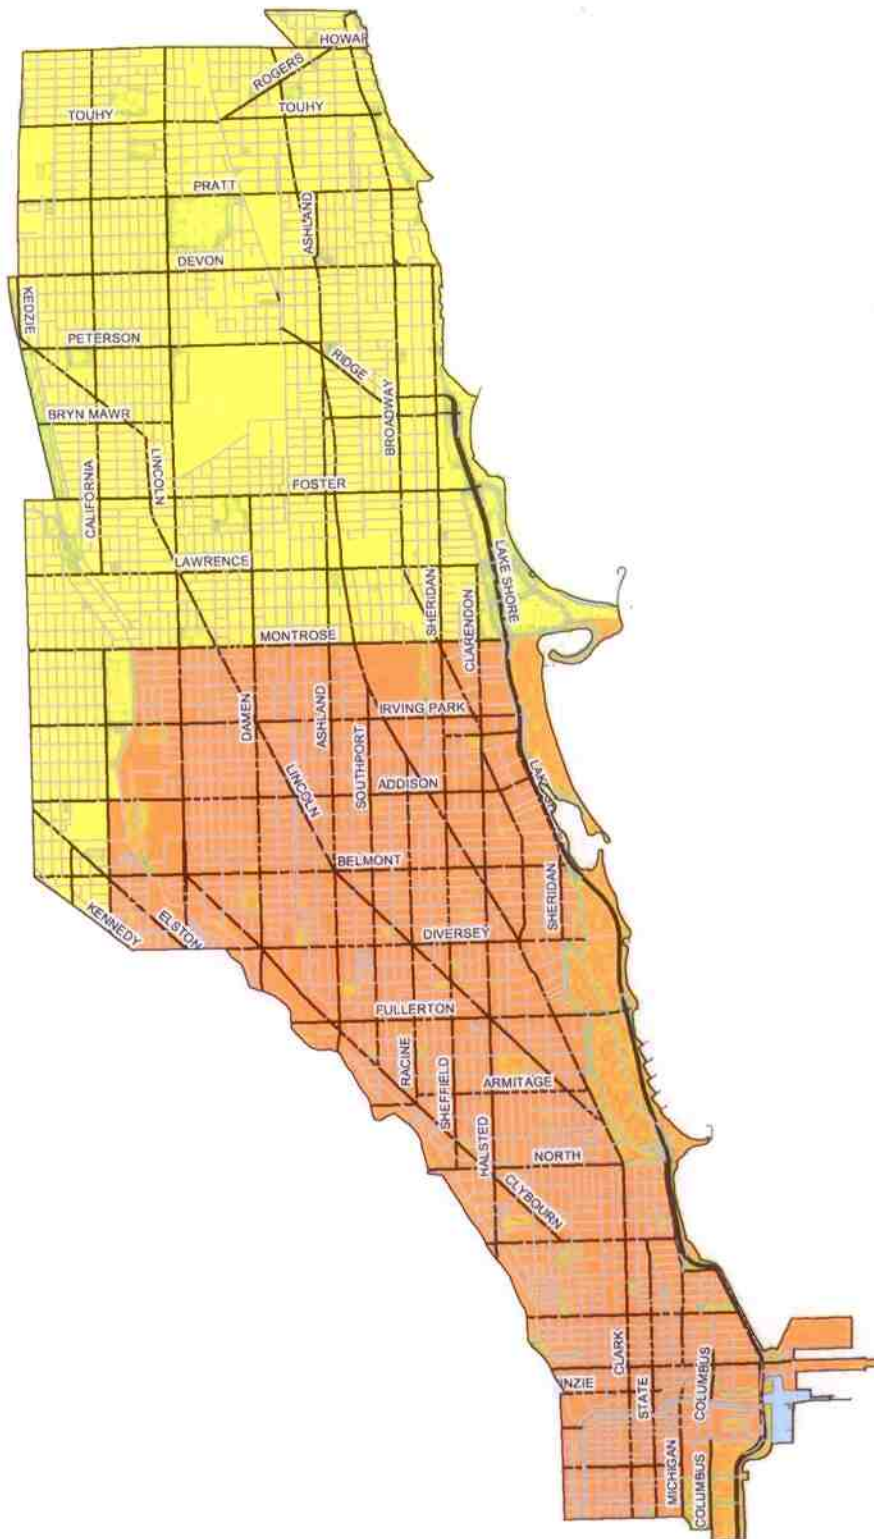 HOWAR
ROGERS
TOUHY
TOUHY
PRATT
ASHLAND
DEVON
KEDZIE
PETERSON
RIDGE
BROADWAY
BRYN MAWR
LINCOLN
CALIFORNIA
FOSTER
LAWRENCE
LAKE SHORE
SHERIDAN
CLARENDON
MONTROSE
DAMEN
ASHLAND
IRVING PARK
SOUTHPORT
LINCOLN
ADDISON
LAKE
BELMONT
SHERIDAN
KENNEDY
ELSTON
DIVERSEY
FULLERTON
RACINE
SHEFFIELD
ARMITAGE
HALSTED
NORTH
CLYBOURN
CLARK
COLUMBUS
INZIE
STATE
MICHIGAN
COLUMBUS